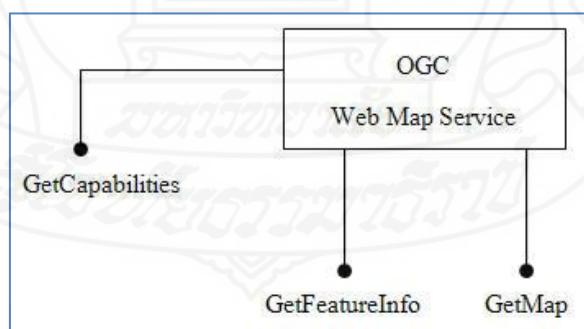 OGC
Web Map Service
GetCapabilities
GetFeatureInfo
GetMap